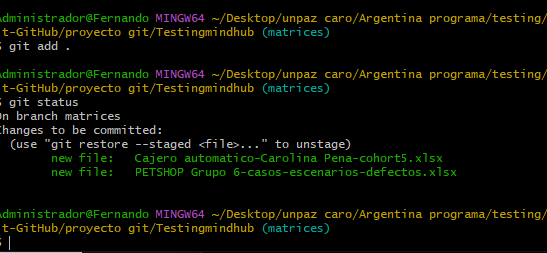 Administrador@Fernando MINGW64 ~/Desktop/unpaz caro/Argentina programa/testing/
it-GitHub/proyecto git/Testingmindhub (matrices)
$ git add .
Administrador@Fernando MINGW64 ~/Desktop/unpaz caro/Argentina programa/testing/
it-GitHub/proyecto git/Testingmindhub (matrices)
$ git status
On branch matrices
Changes to be committed:
  (use "git restore --staged <file>..." to unstage)
        new file:   Cajero automatico-Carolina Pena-cohort5.xlsx
        new file:   PETSHOP Grupo 6-casos-escenarios-defectos.xlsx
Administrador@Fernando MINGW64 ~/Desktop/unpaz caro/Argentina programa/testing/
it-GitHub/proyecto git/Testingmindhub (matrices)
$